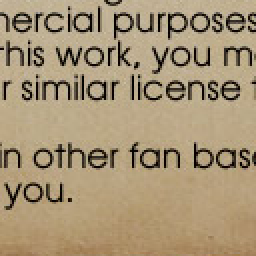 mercial purposes
this work, you m
r similar license
in other fan bas
you.